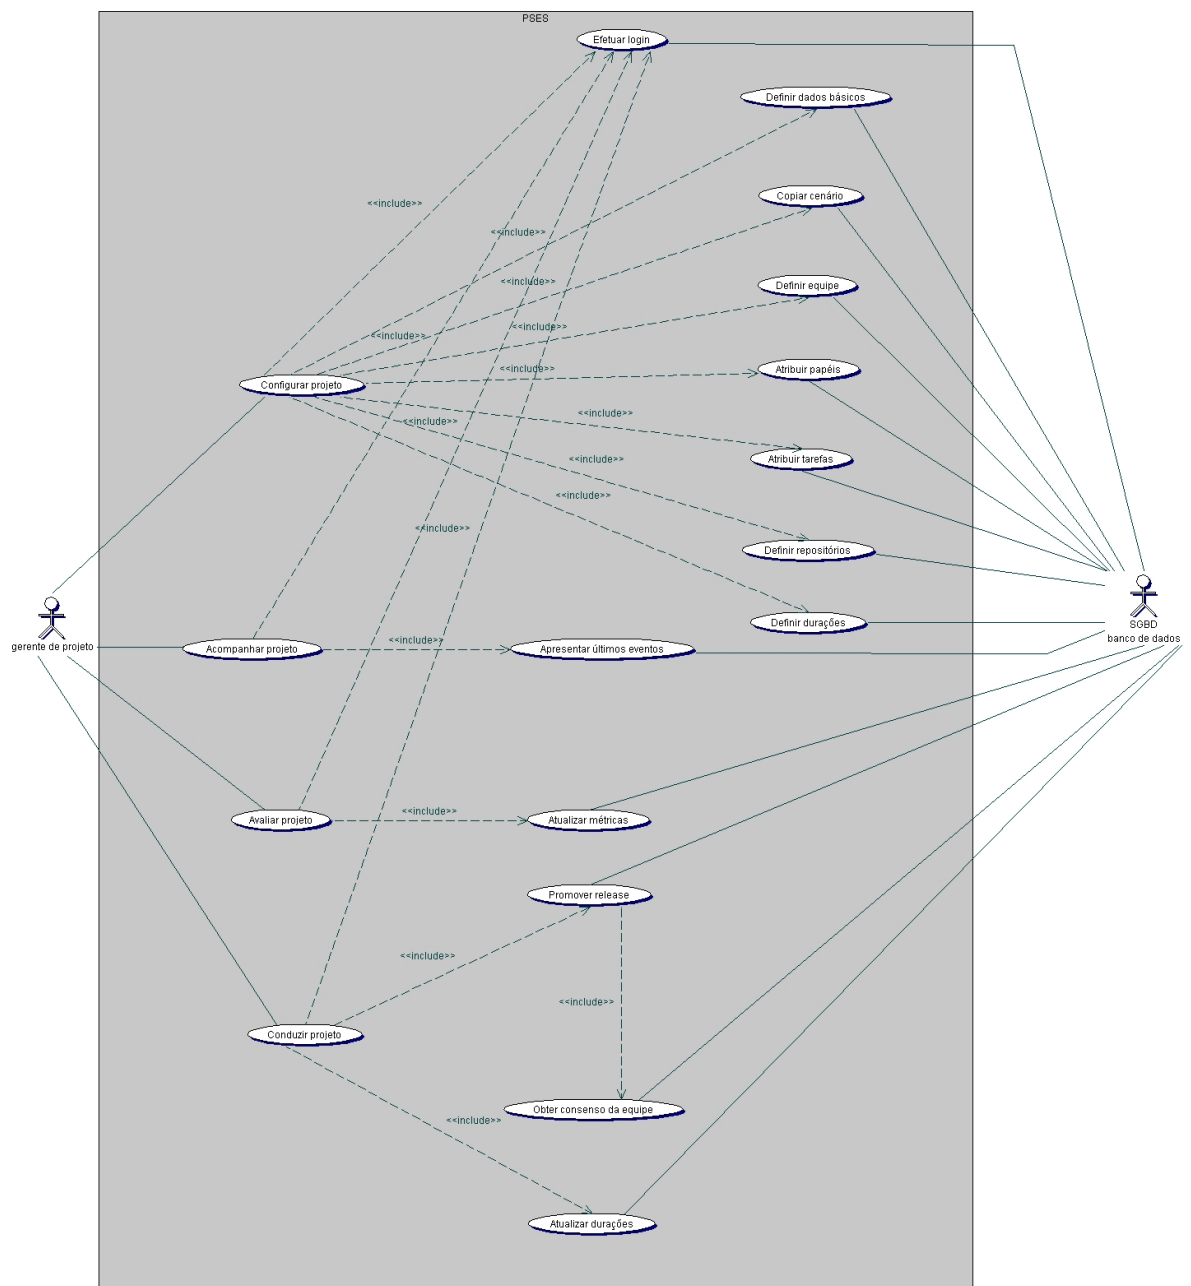 PSES
Efetuar login
Definir dados básicos
Copiar cenário
<<include>>
<<include>>
<<include>>
<<include>>
Definir equipe
<<include>>
<<include>>
Atribuir papéis
<<include>>
Configurar projeto
<<include>>
<<include>>
<<include>>
Atribuir tarefas
<<include>>
<<include>>
<<include>>
Definir repositórios
gerente de projeto
Acompanhar projeto
<<include>>
Apresentar últimos eventos
Definir durações
SGBD
banco de dados
Avaliar projeto
<<include>>
Atualizar métricas
Promover release
<<include>>
<<include>>
Conduzir projeto
Obter consenso da equipe
<<include>>
Atualizar durações